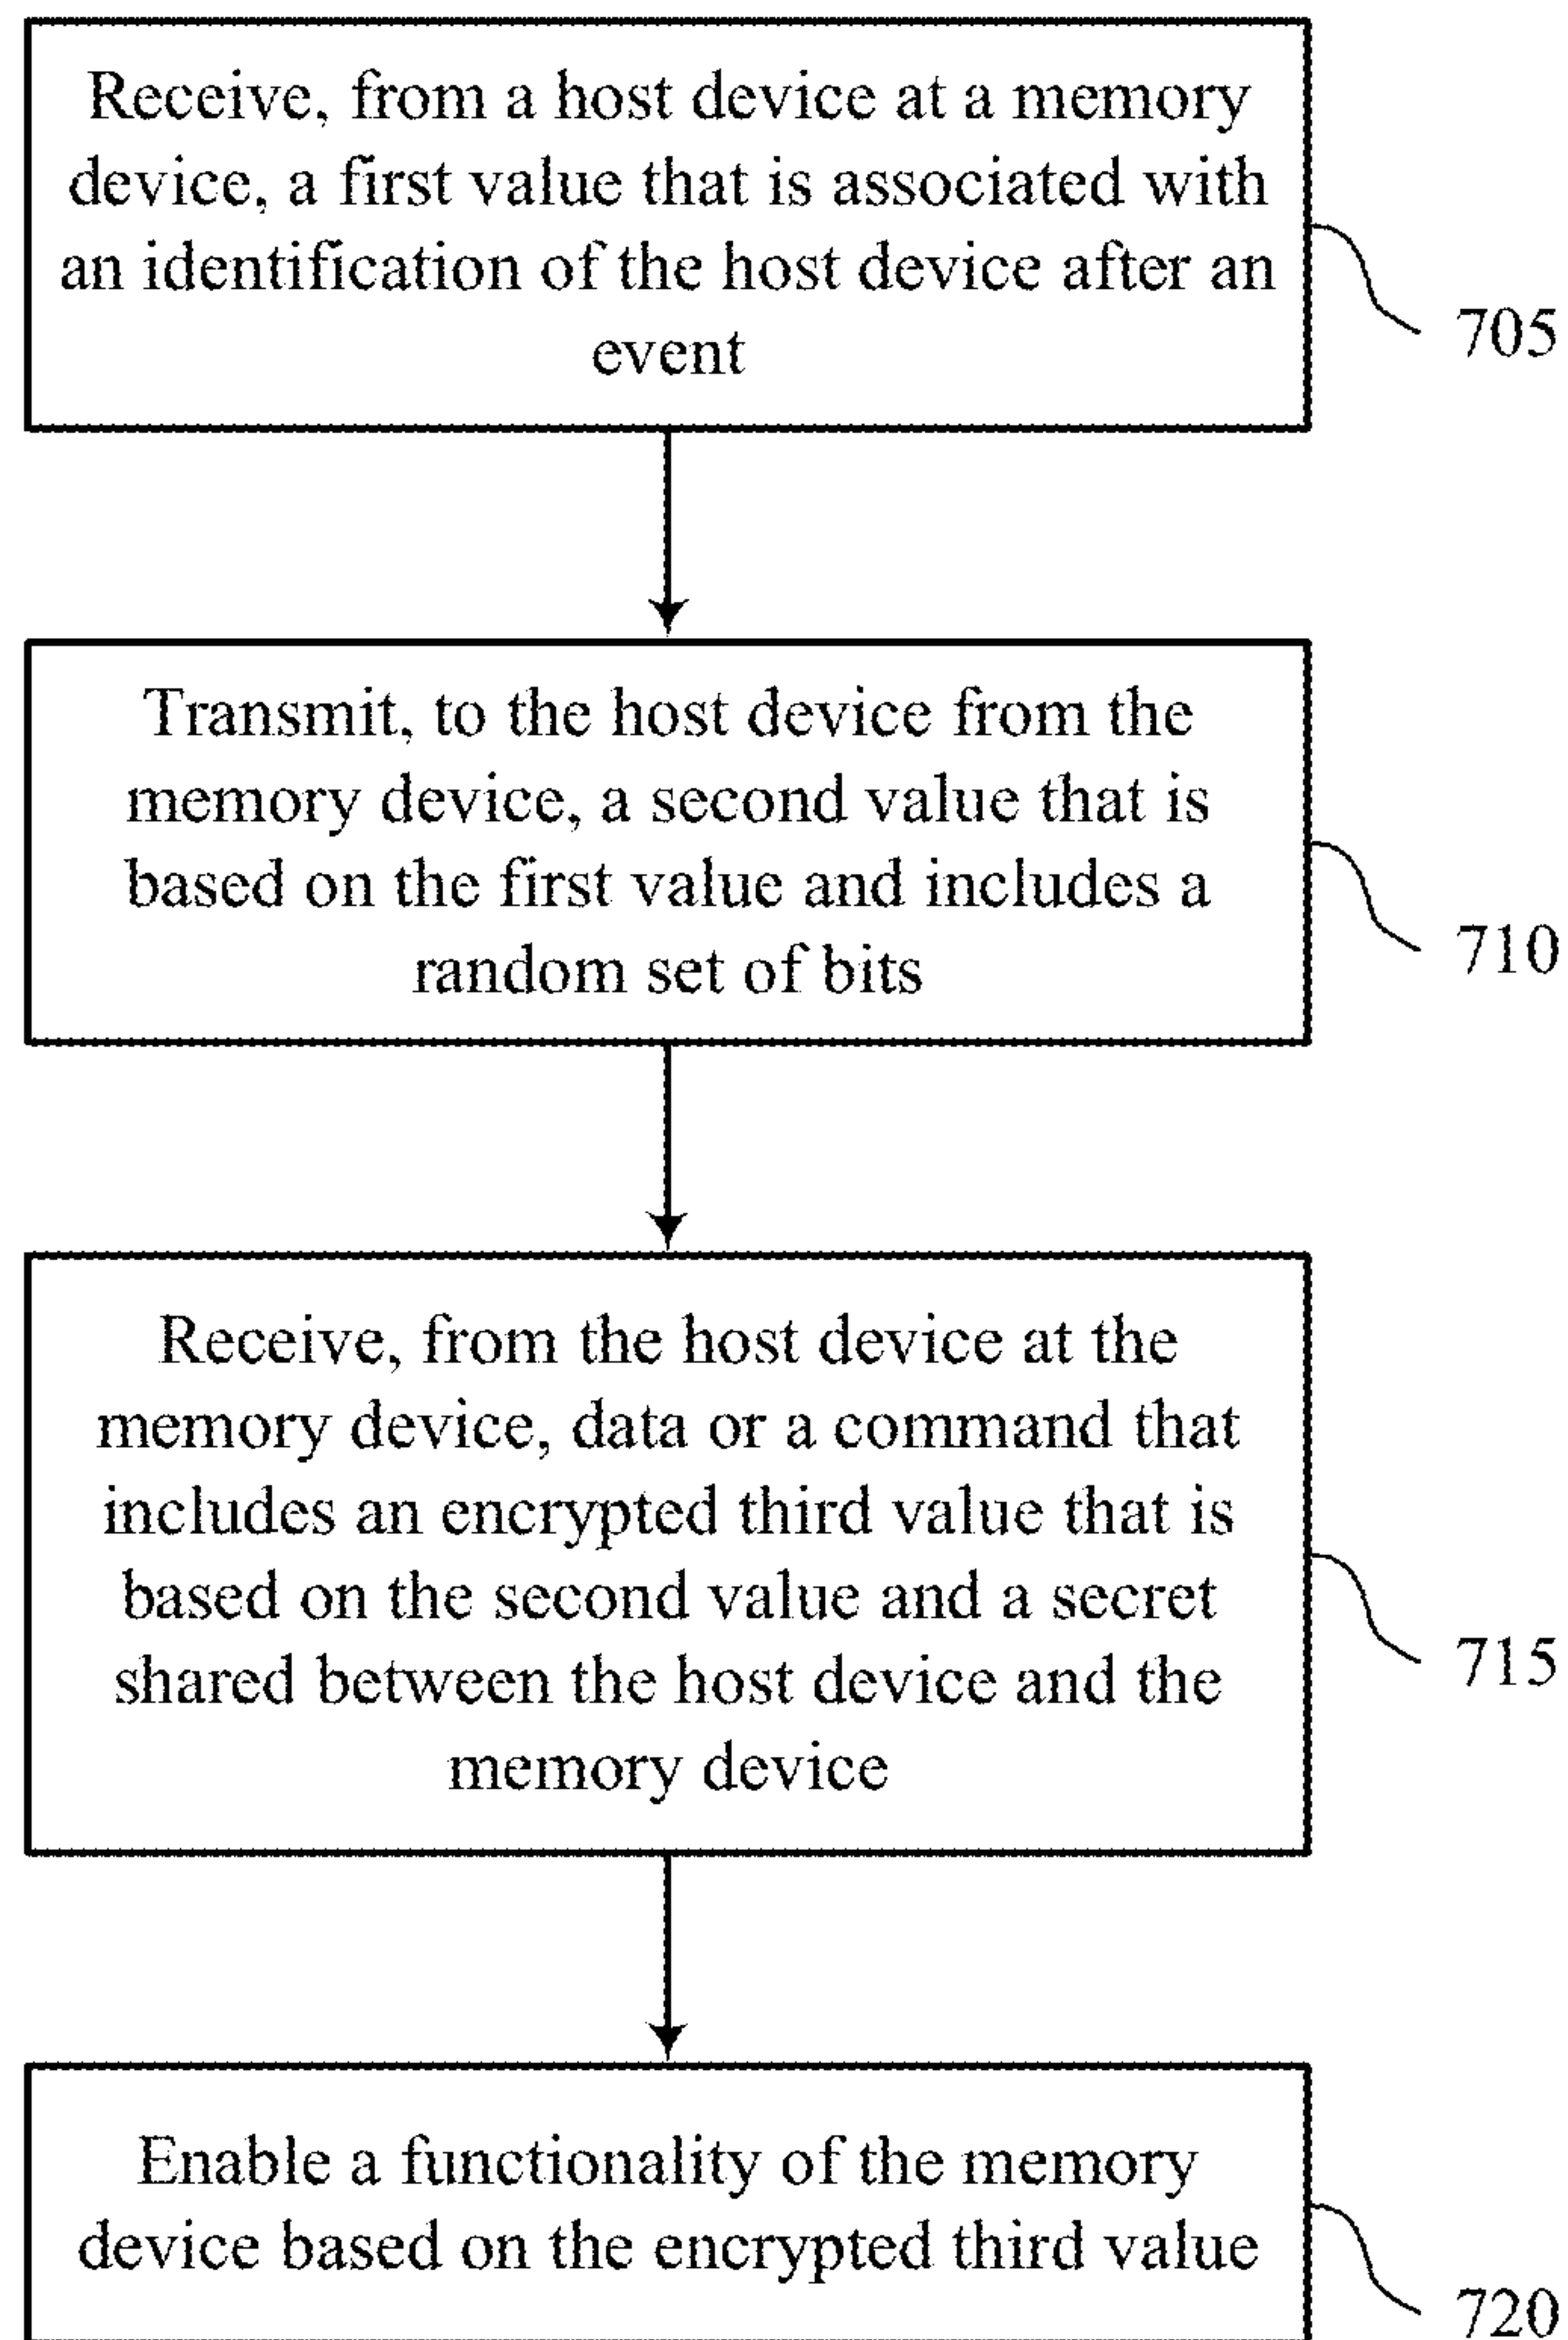 Receive, from a host device at a memory
device, a first value that is associated with
an identification of the host device after an
event
705
Transmit, to the host device from the
memory device, a second value that is
based on the first value and includes a
random set of bits
710
Receive, from the host device at the
memory device, data or a command that
includes an encrypted third value that is
based on the second value and a secret
shared between the host device and the
memory device
715
Enable a functionality of the memory
device based on the encrypted third value
720